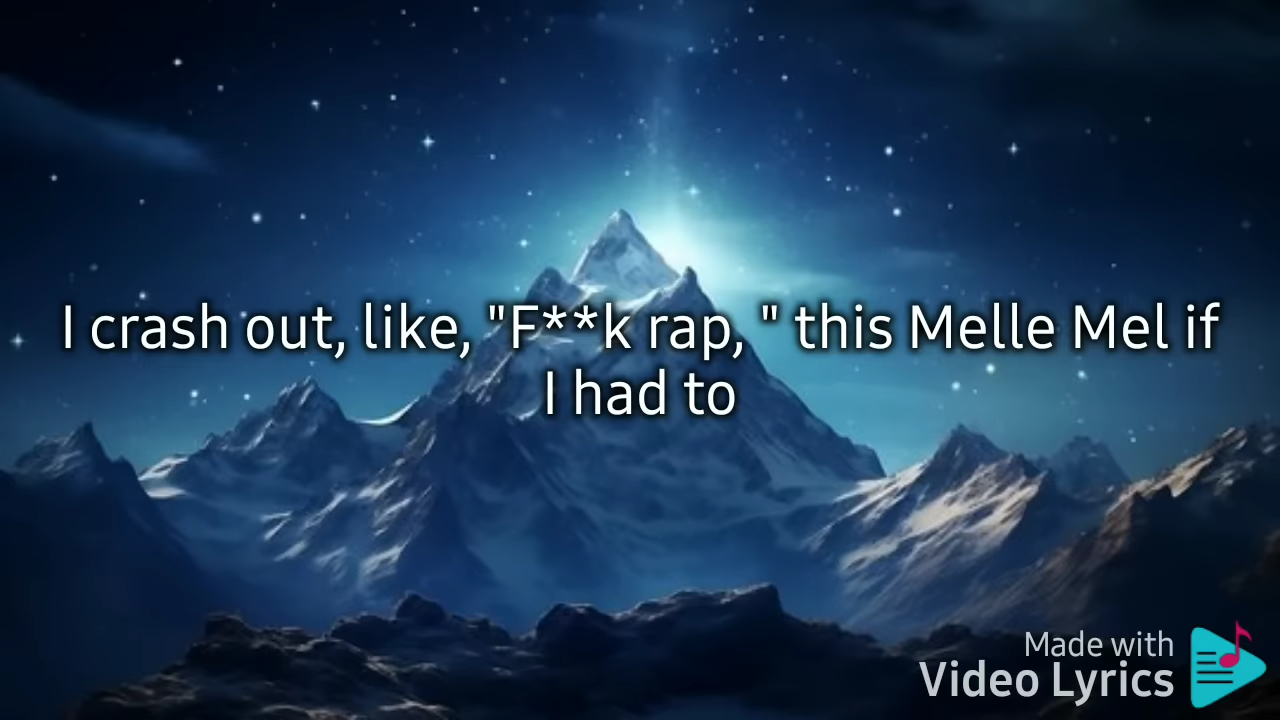 I crash out, like, "F**k rap, " this Melle Mel if
I had to
Made with
Video Lyrics